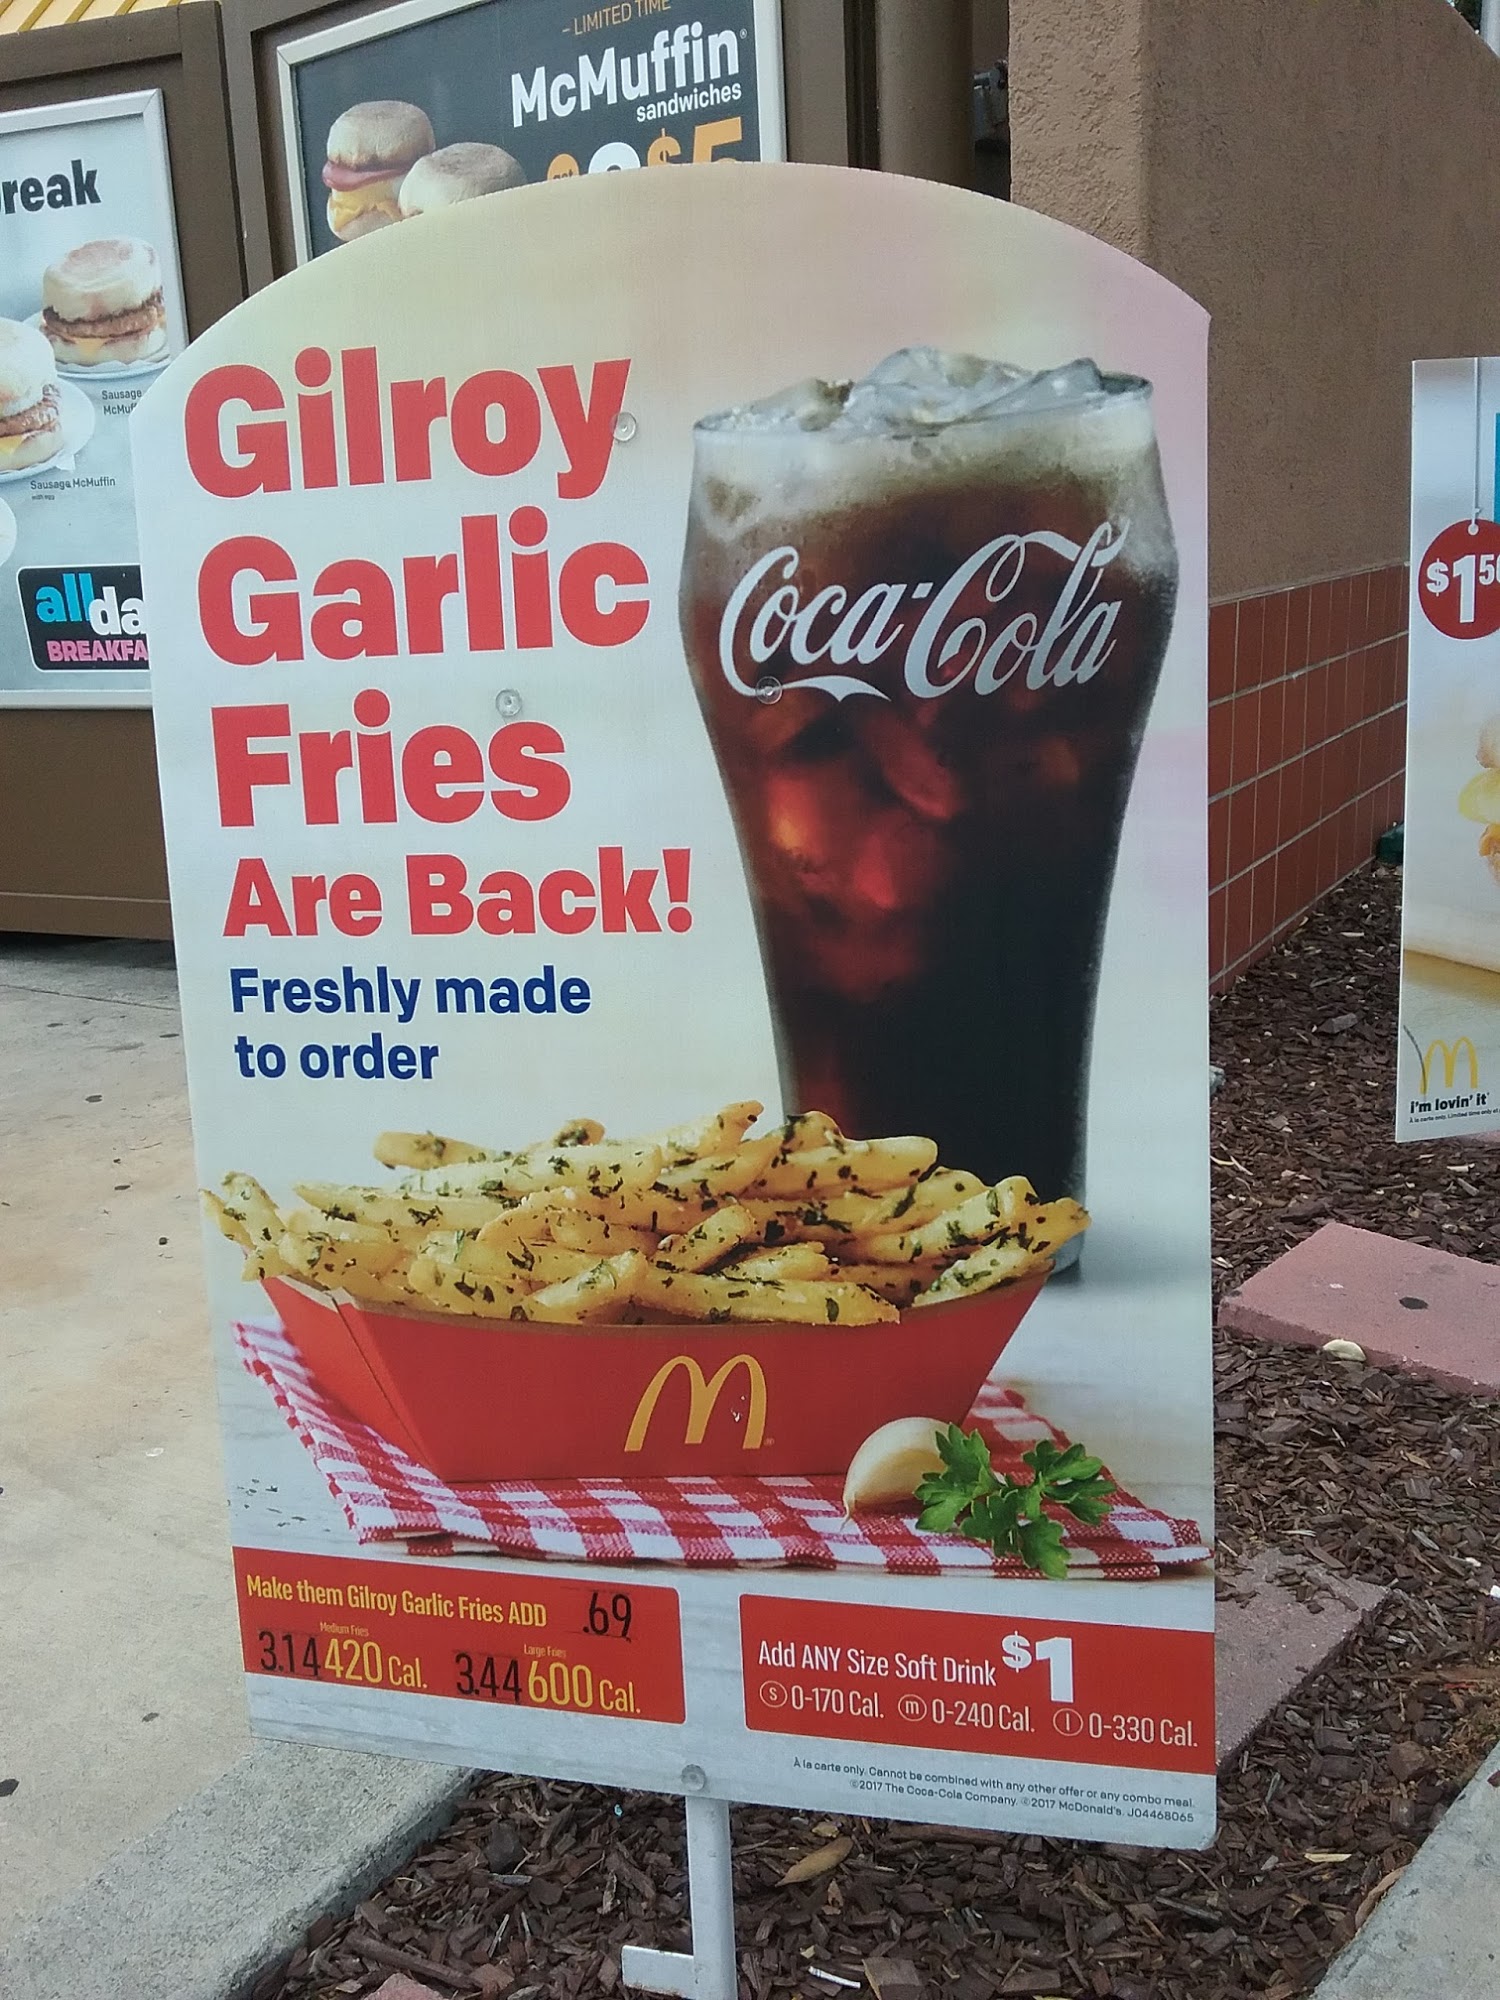 - LIMITED TIME
McMuffin®
sandwiches
$5
reak
Sausage
Sausage McMuffin
with egg
all da
BREAKFA
Gilroy
Garlic
Fries
Are Back!
Freshly made
to order
Coca-Cola
Make them Gilroy Garlic Fries ADD .69
Medium Fries Large Fries
3.14 420 Cal. 3.44 600 Cal.
Add ANY Size Soft Drink $1
s 0-170 Cal. m 0-240 Cal. l 0-330 Cal.
À la carte only. Cannot be combined with any other offer or any combo meal.
©2017 The Coca-Cola Company. ©2017 McDonald's. J04468065
$1 50
i'm lovin' it